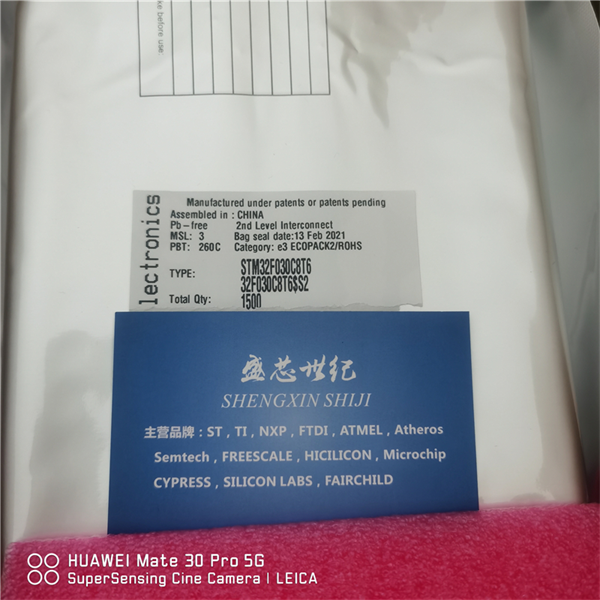 ake before use:
lectronics
Manufactured under patents or patents pending
Assembled in : CHINA
Pb-free 2nd Level Interconnect
MSL: 3 Bag seal date:13 Feb 2021
PBT: 260C Category: e3 ECOPACK2/ROHS
TYPE: STM32F030C8T6
32F030C8T6$S2
Total Qty: 1500
盛芯世纪
SHENGXIN SHIJI
主营品牌:ST,TI,NXP,FTDI,ATMEL,Atheros
Semtech,FREESCALE,HICILICON,Microchip
CYPRESS,SILICON LABS,FAIRCHILD
HUAWEI Mate 30 Pro 5G
SuperSensing Cine Camera | LEICA